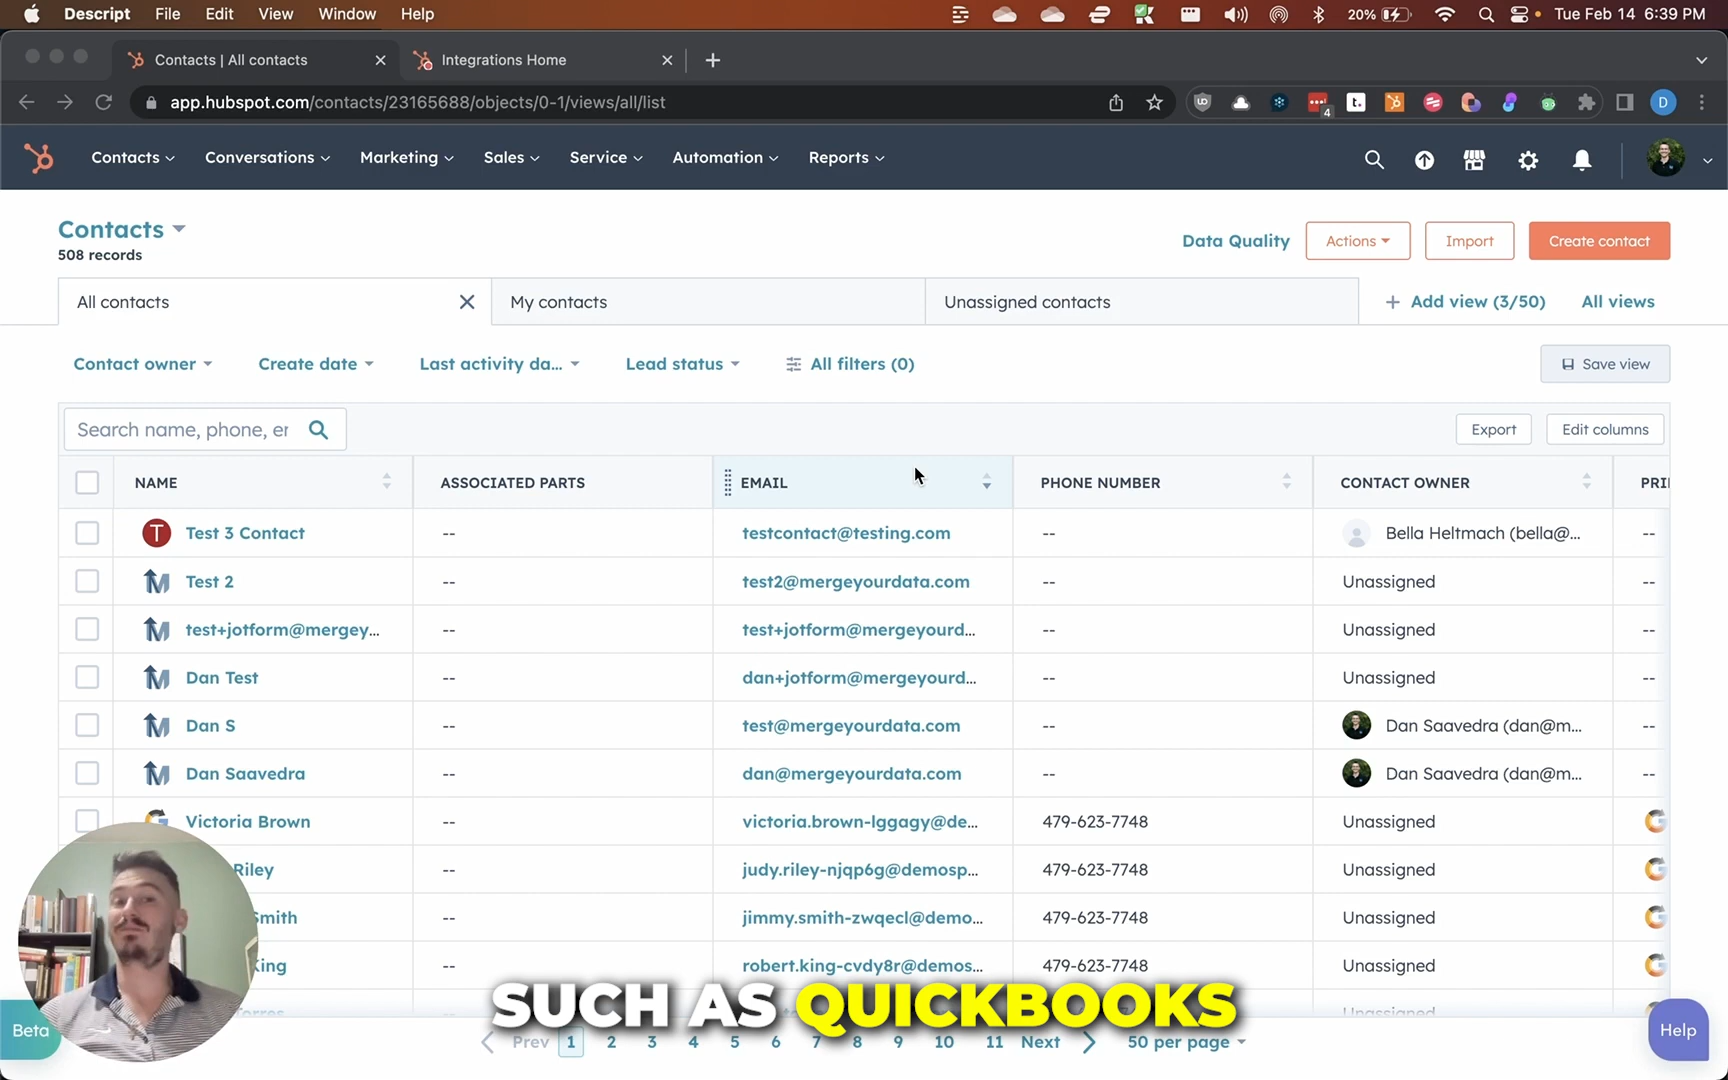 Descript File Edit View Window Help 20% Tue Feb 14 6:39 PM
Contacts | All contacts Integrations Home
app.hubspot.com/contacts/23165688/objects/0-1/views/all/list 4 t. D
Contacts Conversations Marketing Sales Service Automation Reports
Contacts
508 records
Data Quality Actions Import Create contact
All contacts My contacts Unassigned contacts + Add view (3/50) All views
Contact owner Create date Last activity da... Lead status All filters (0) Save view
Search name, phone, er Export Edit columns
NAME ASSOCIATED PARTS EMAIL PHONE NUMBER CONTACT OWNER PRI
T Test 3 Contact -- testcontact@testing.com -- Bella Heltmach (bella@... --
M Test 2 -- test2@mergeyourdata.com -- Unassigned --
M test+jotform@mergey... -- test+jotform@mergeyourd... -- Unassigned --
M Dan Test -- dan+jotform@mergeyourd... -- Unassigned --
M Dan S -- test@mergeyourdata.com -- Dan Saavedra (dan@m... --
M Dan Saavedra -- dan@mergeyourdata.com -- Dan Saavedra (dan@m... --
G Victoria Brown -- victoria.brown-lggagy@de... 479-623-7748 Unassigned G
Riley -- judy.riley-njqp6g@demosp... 479-623-7748 Unassigned G
Smith -- jimmy.smith-zwqecl@demo... 479-623-7748 Unassigned G
King -- robert.king-cvdy8r@demos... 479-623-7748 Unassigned G
SUCH AS QUICKBOOKS
Beta
Prev 1 2 3 4 5 6 7 8 9 10 11 Next 50 per page
Help